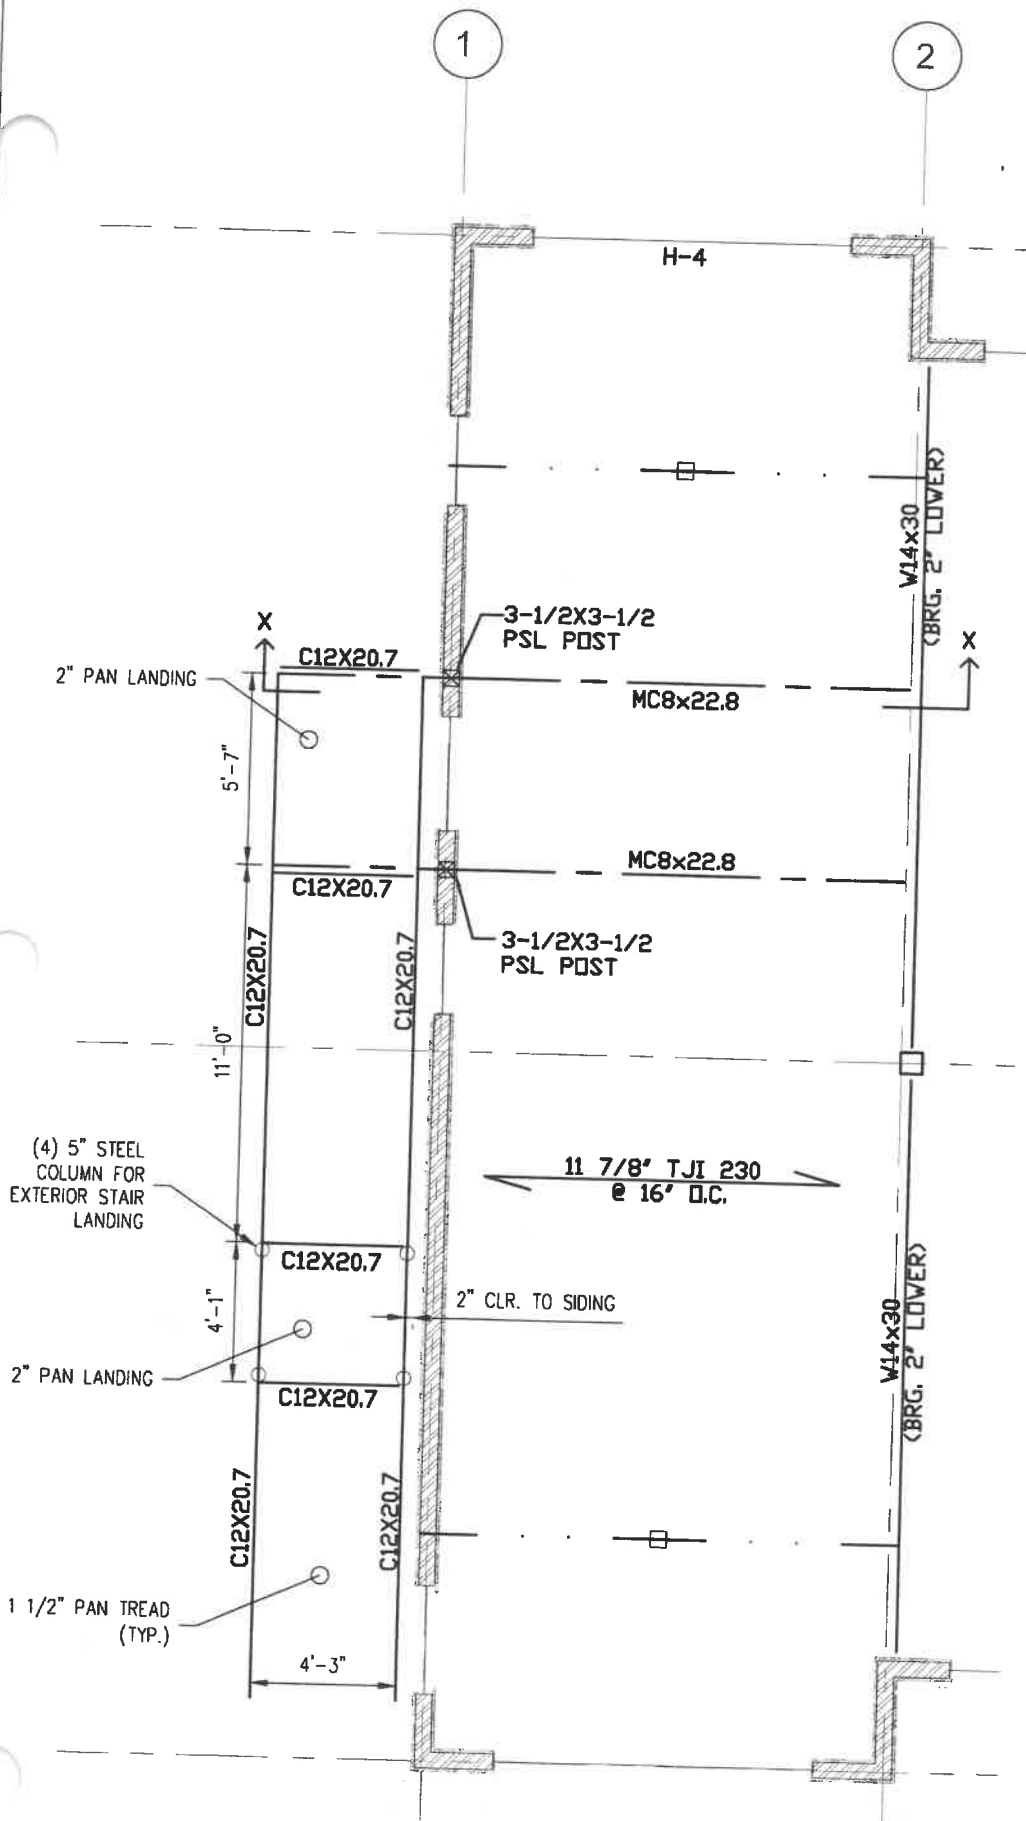 1
2
H-4
W14x30
(BRG. 2" LOWER)
3-1/2X3-1/2
PSL POST
X
X
C12X20.7
2" PAN LANDING
MC8x22.8
5'-7"
MC8x22.8
C12X20.7
3-1/2X3-1/2
PSL POST
C12X20.7
C12X20.7
11'-0"
(4) 5" STEEL
COLUMN FOR
EXTERIOR STAIR
LANDING
11 7/8" TJI 230
@ 16" O.C.
C12X20.7
4'-1"
2" CLR. TO SIDING
W14x30
(BRG. 2" LOWER)
2" PAN LANDING
C12X20.7
C12X20.7
C12X20.7
1 1/2" PAN TREAD
(TYP.)
4'-3"